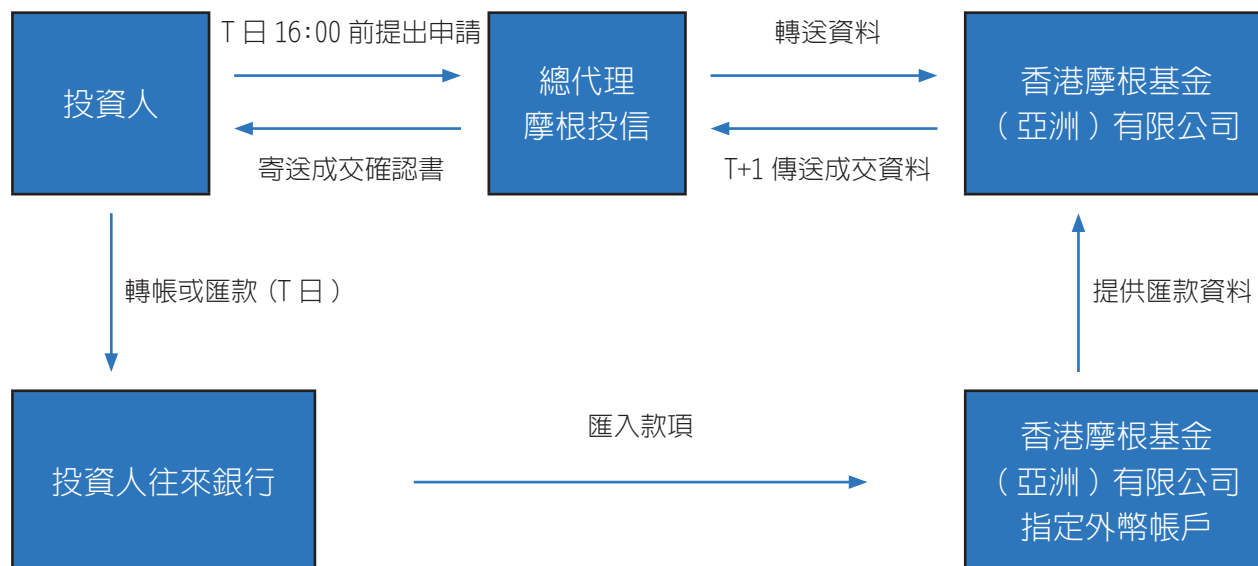 T 日 16:00 前提出申請
轉送資料
投資人
總代理
摩根投信
香港摩根基金
（亞洲）有限公司
寄送成交確認書
T+1 傳送成交資料
轉帳或匯款 (T 日 )
提供匯款資料
匯入款項
投資人往來銀行
香港摩根基金
（亞洲）有限公司
指定外幣帳戶